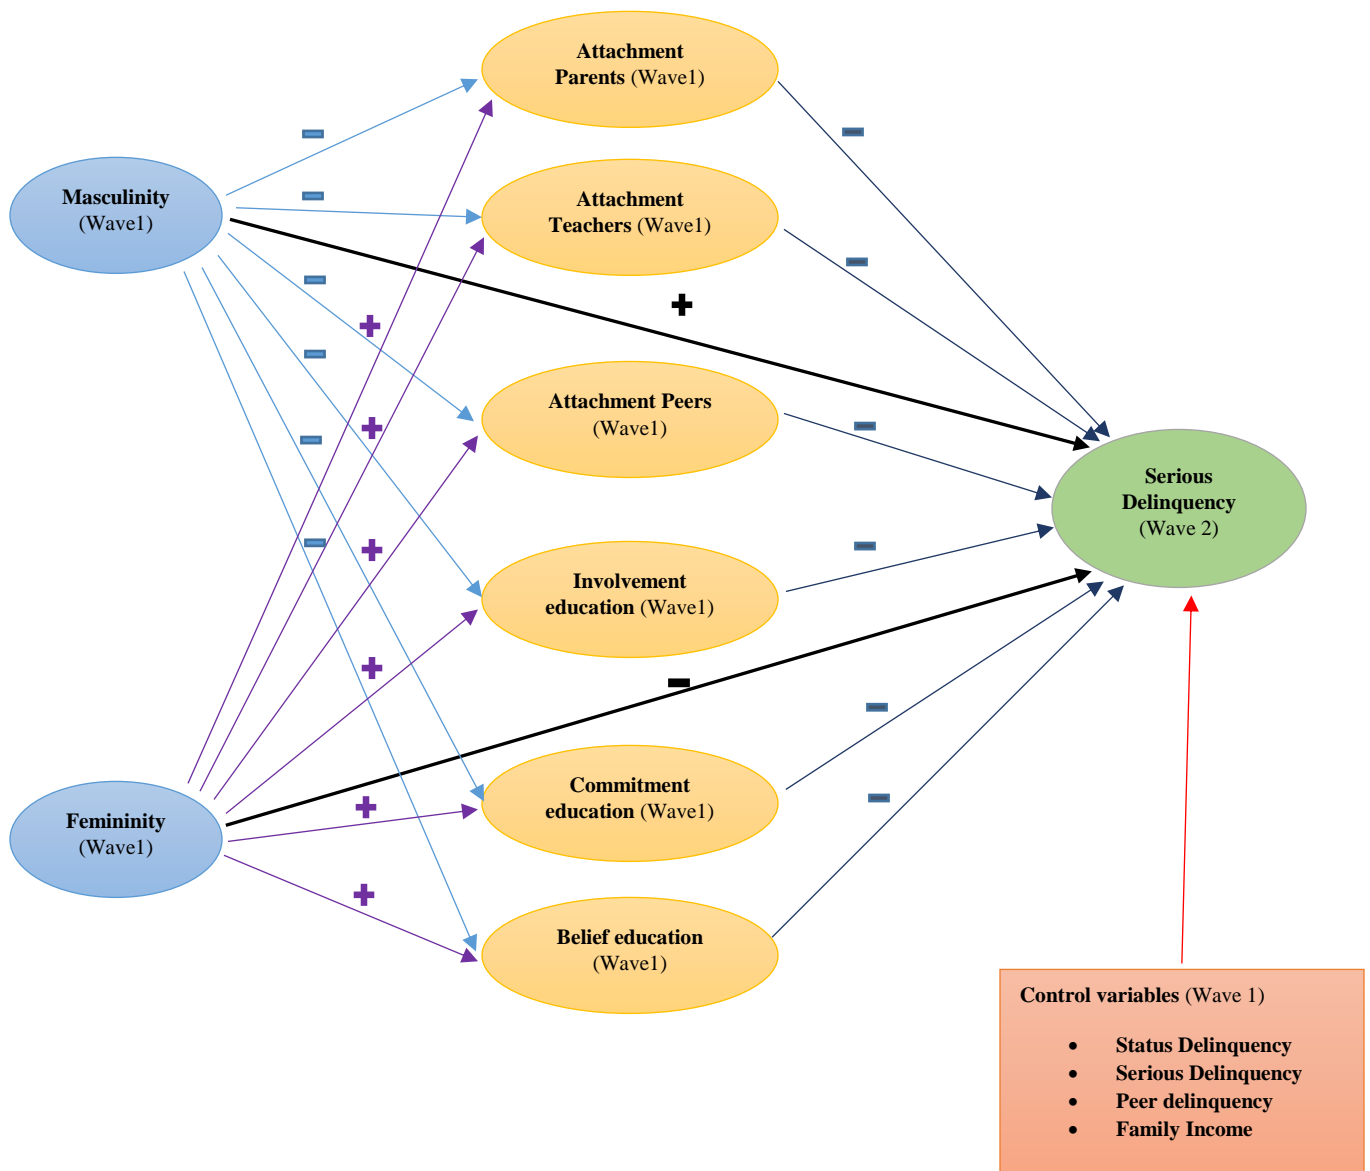 Attachment
Parents (Wave1)
Masculinity
(Wave1)
Attachment
Teachers (Wave1)
Attachment Peers
(Wave1)
Serious
Delinquency
(Wave 2)
Involvement
education (Wave1)
Femininity
(Wave1)
Commitment
education (Wave1)
Belief education
(Wave1)
Control variables (Wave 1)
• Status Delinquency
• Serious Delinquency
• Peer delinquency
• Family Income